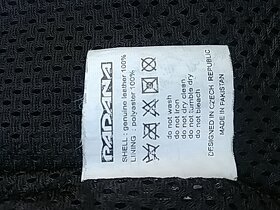 RADANA
SHELL: genuine leather 100%
LINING : polyaster 100%
do not wash
do not iron
do not dry clean
do not tumble dry
do not bleach
DESIGNED IN CZECH REPUBLIC
MADE IN PAKISTAN